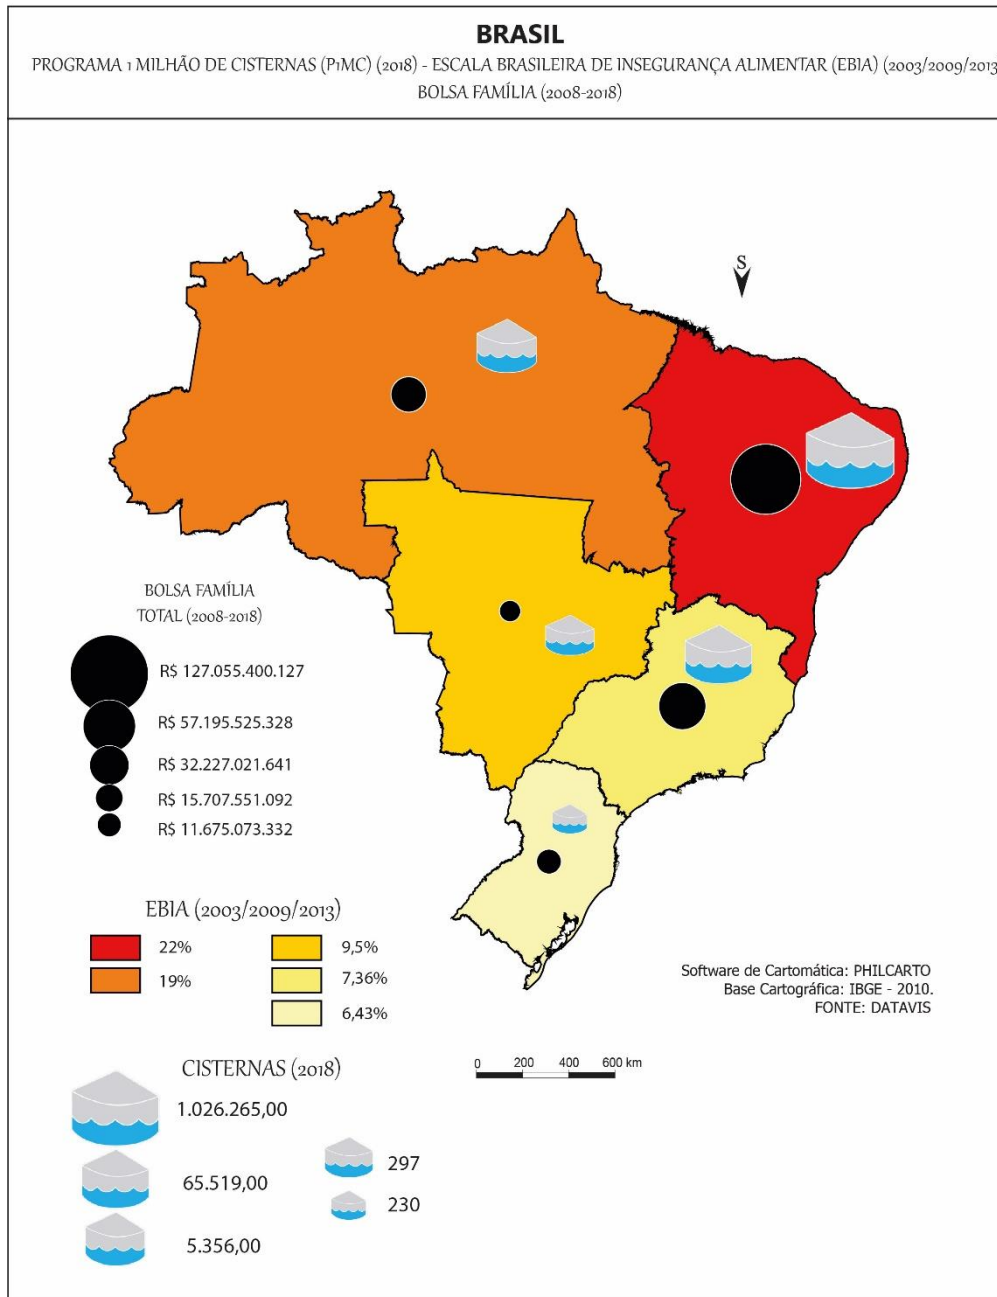 BRASIL
PROGRAMA 1 MILHÃO DE CISTERNAS (P1MC) (2018) - ESCALA BRASILEIRA DE INSEGURANÇA ALIMENTAR (EBIA) (2003/2009/2013
BOLSA FAMÍLIA (2008-2018)
S
BOLSA FAMÍLIA
TOTAL (2008-2018)
R$ 127.055.400.127
R$ 57.195.525.328
R$ 32.227.021.641
R$ 15.707.551.092
R$ 11.675.073.332
EBIA (2003/2009/2013)
22%
19%
9,5%
7,36%
6,43%
Software de Cartomática: PHILCARTO
Base Cartográfica: IBGE - 2010.
FONTE: DATAVIS
0 200 400 600 km
CISTERNAS (2018)
1.026.265,00
65.519,00
5.356,00
297
230